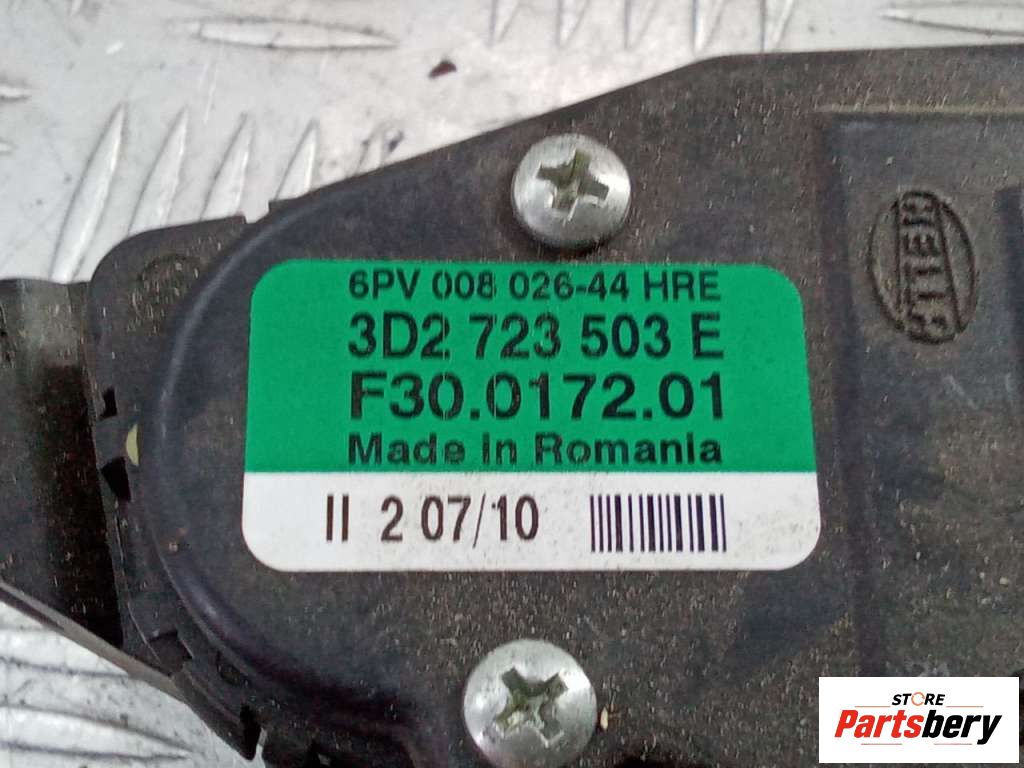 6PV 008 026-44 HRE
3D2 723 503 E
F30.0172.01
Made in Romania
II 2 07/10
HELLA
STORE
Partsbery